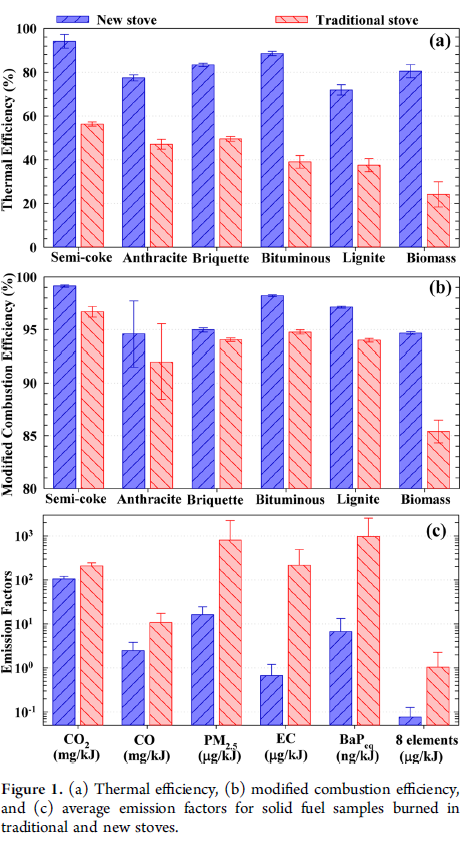 New stove Traditional stove
(a)
Thermal Efficiency (%)
100
80
60
40
20
0
Semi-coke Anthracite Briquette Bituminous Lignite Biomass
(b)
Modified Combustion Efficiency (%)
100
95
90
85
80
Semi-coke Anthracite Briquette Bituminous Lignite Biomass
(c)
Emission Factors
10³
10²
10¹
10⁰
10⁻¹
CO₂ CO PM₂.₅ EC BaPeq 8 elements
(mg/kJ) (mg/kJ) (μg/kJ) (μg/kJ) (ng/kJ) (μg/kJ)
Figure 1. (a) Thermal efficiency, (b) modified combustion efficiency,
and (c) average emission factors for solid fuel samples burned in
traditional and new stoves.